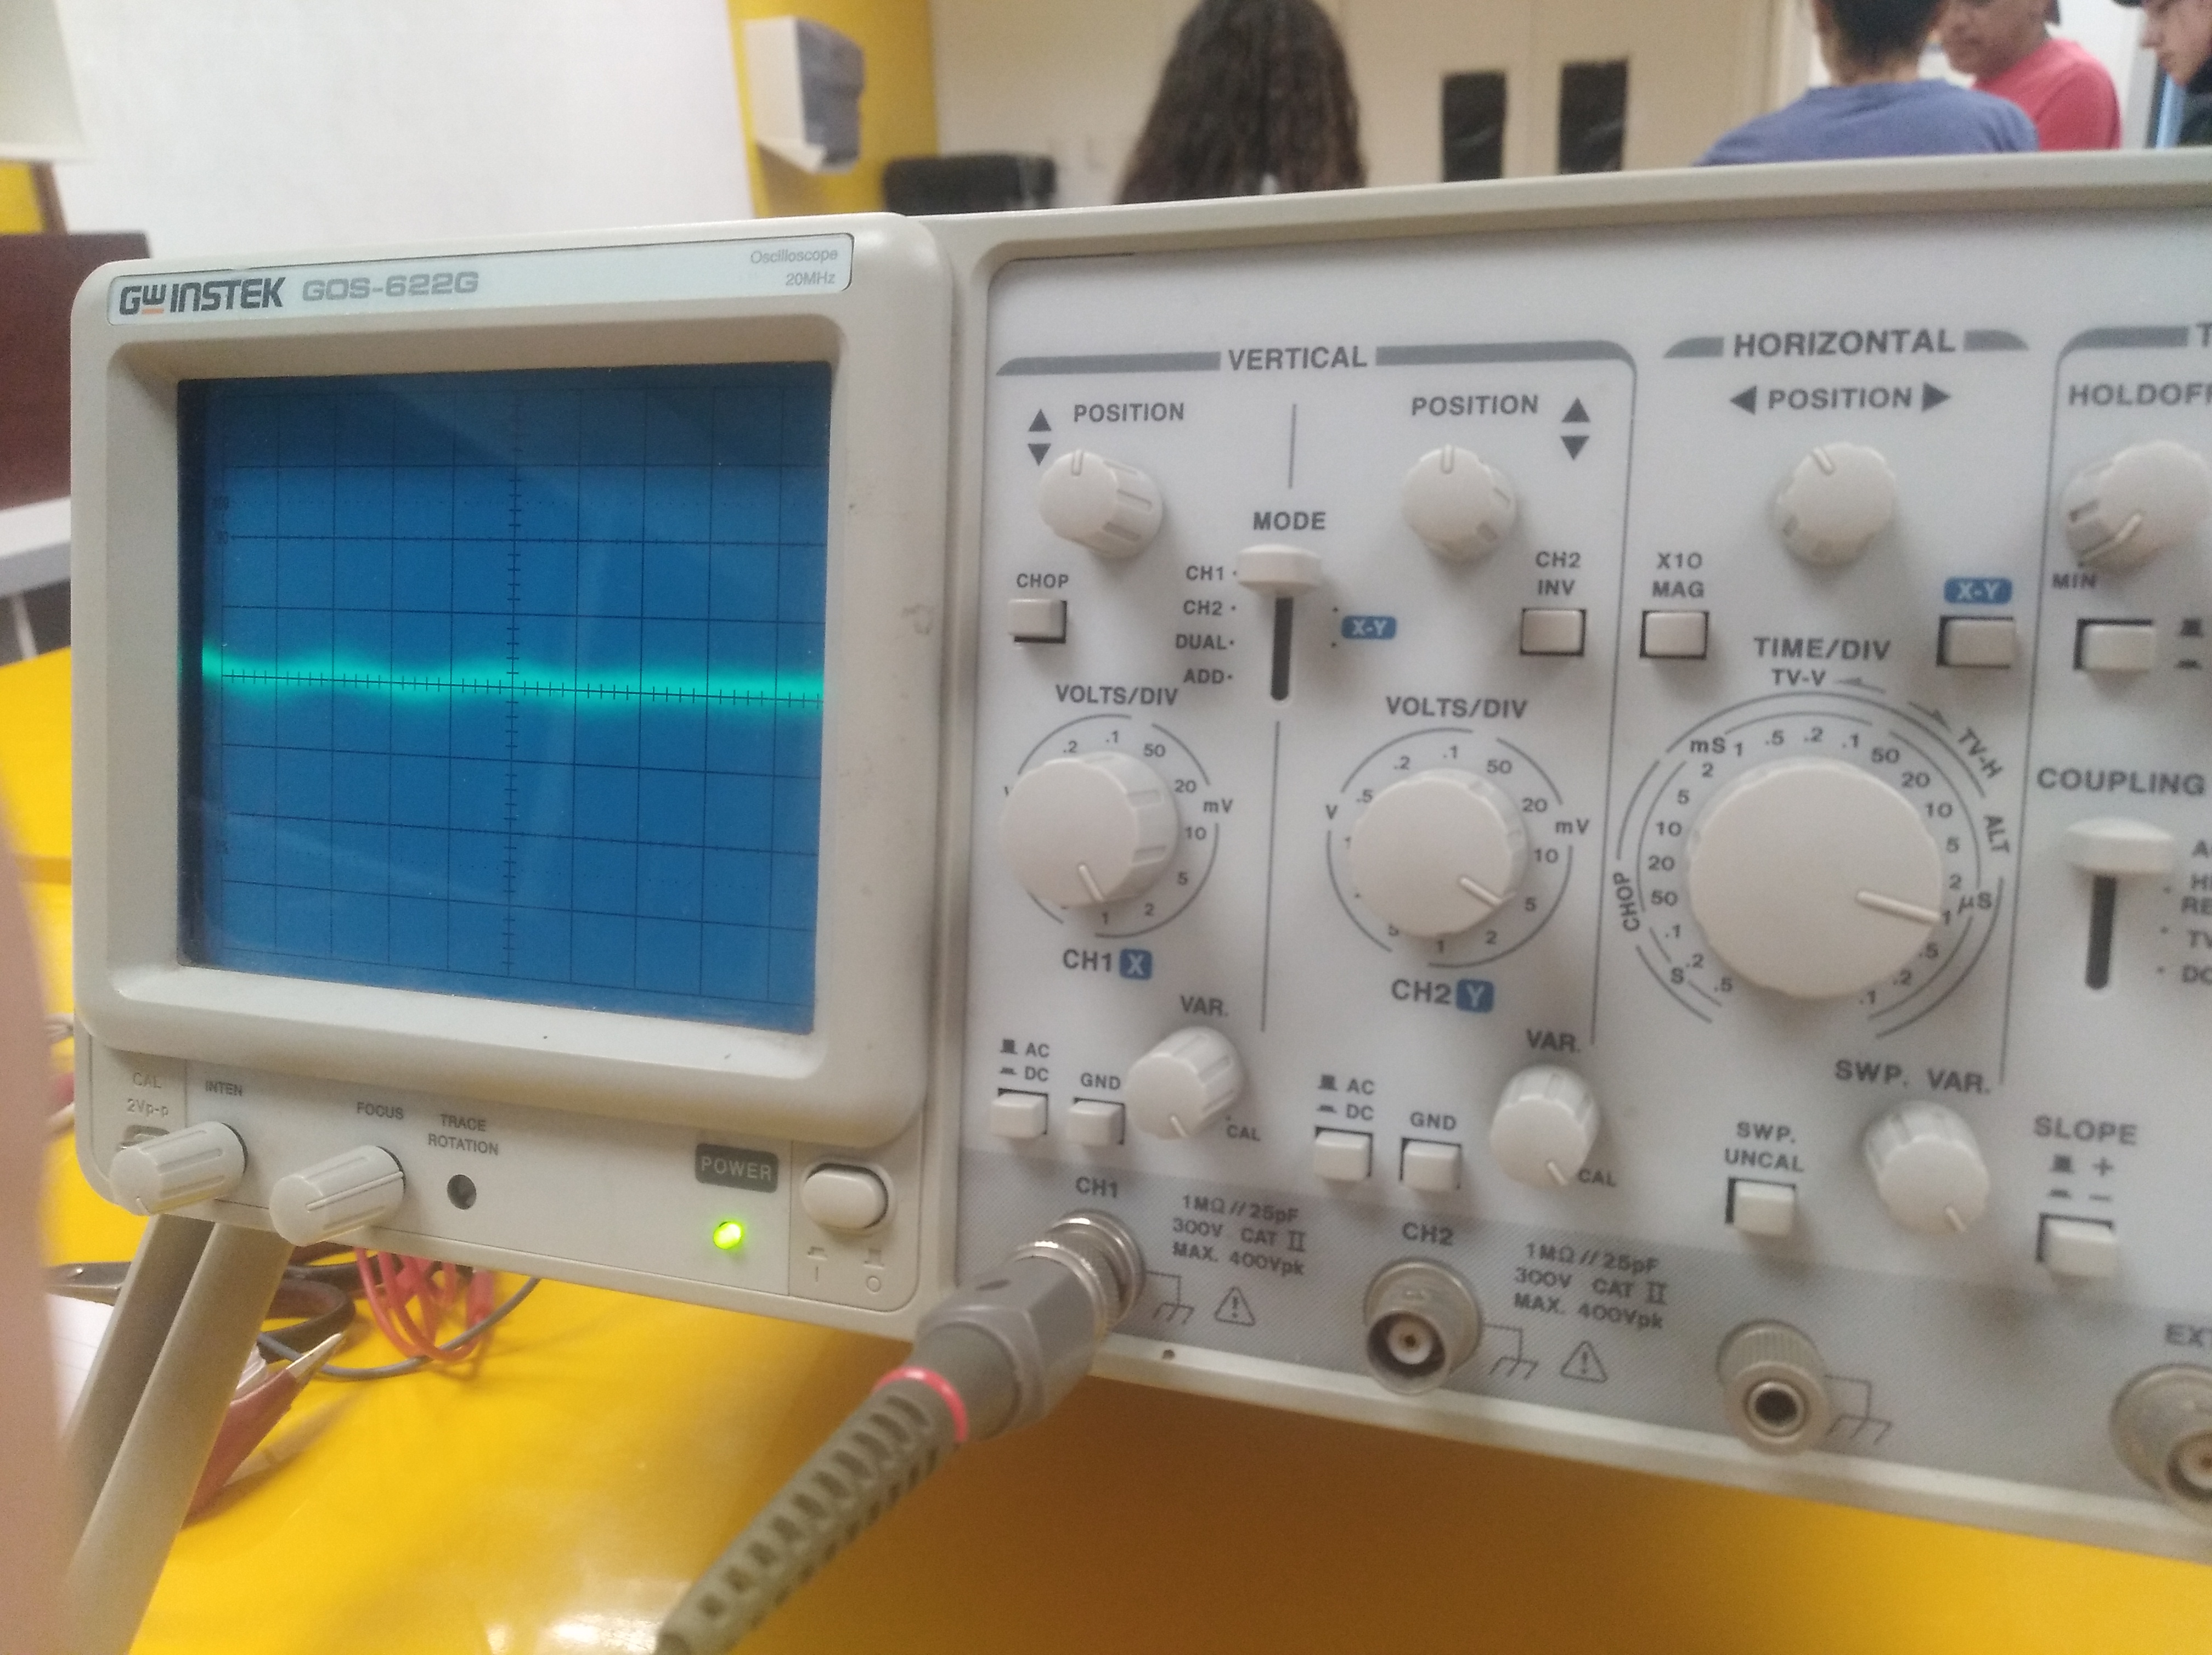 GW INSTEK GOS-622G
Oscilloscope
20MHz
VERTICAL
HORIZONTAL
POSITION
POSITION
POSITION
HOLDOFF
MODE
CHOP
CH1
CH2
DUAL
ADD
X-Y
CH2
INV
X10
MAG
X-Y
MIN
VOLTS/DIV
VOLTS/DIV
TIME/DIV
TV-V
TV-H
ALT
CHOP
COUPLING
.2 .1 50 20 mV 10 5 2 1
V .5 .2 .1 50 20 mV 10 5 2 1 5
mS 1 .5 .2 .1 50 20 10 5 2 1 µS .5 .2 .1
2 5 10 20 50 .1 .2 S .5
CH1 X
CH2 Y
VAR.
VAR.
SWP. VAR.
AC
DC
GND
CAL
AC
DC
GND
CAL
SWP.
UNCAL
SLOPE
+
−
CAL
2Vp-p
INTEN
FOCUS
TRACE
ROTATION
POWER
CH1
1MΩ//25pF
300V CAT II
MAX. 400Vpk
CH2
1MΩ//25pF
300V CAT II
MAX. 400Vpk